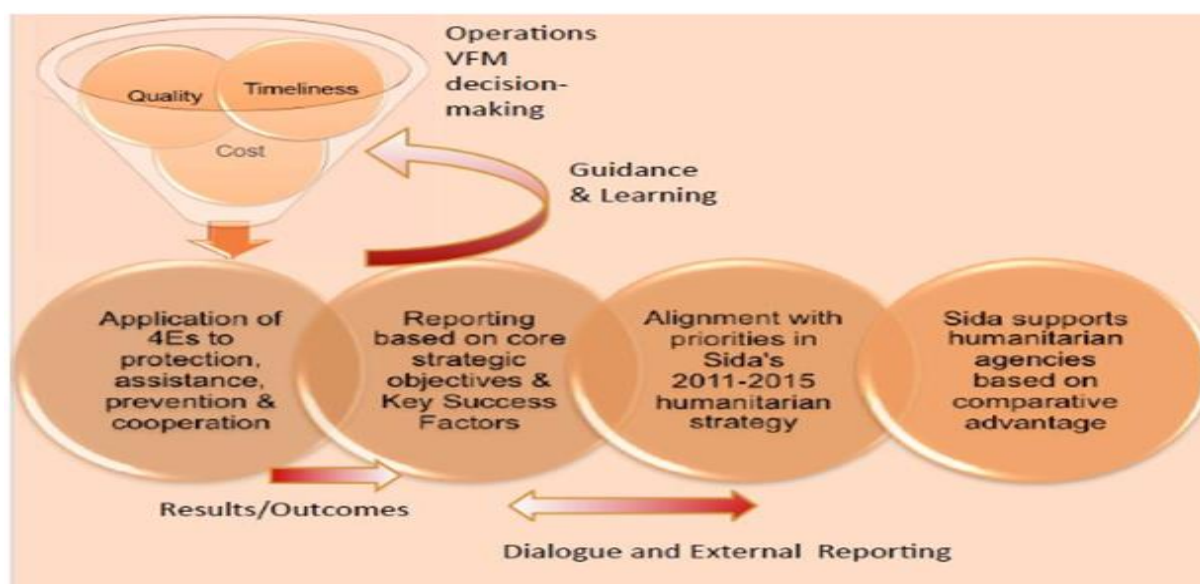 Operations
VFM
decision-
making
Quality
Timeliness
Cost
Guidance
& Learning
Application of
4Es to
protection,
assistance,
prevention &
cooperation
Reporting
based on core
strategic
objectives &
Key Success
Factors
Alignment with
priorities in
Sida's
2011-2015
humanitarian
strategy
Sida supports
humanitarian
agencies
based on
comparative
advantage
Results/Outcomes
Dialogue and External Reporting